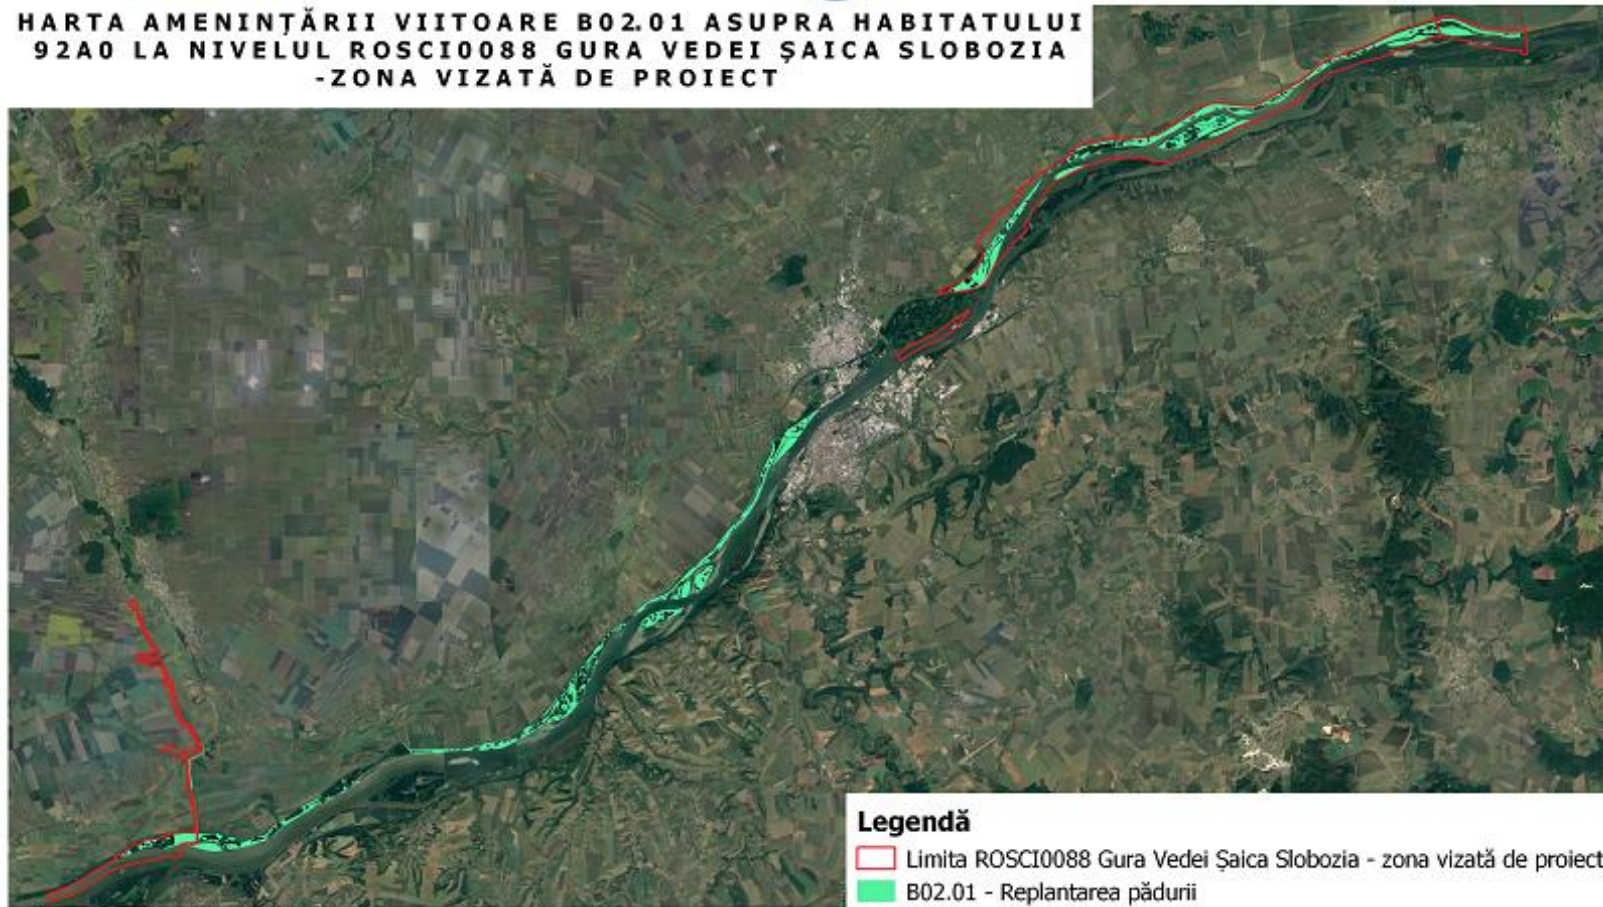 HARTA AMENINȚĂRII VIITOARE B02.01 ASUPRA HABITATULUI
92A0 LA NIVELUL ROSCI0088 GURA VEDEI ȘAICA SLOBOZIA
-ZONA VIZATĂ DE PROIECT
Legendă
Limita ROSCI0088 Gura Vedei Șaica Slobozia - zona vizată de proiect
B02.01 - Replantarea pădurii